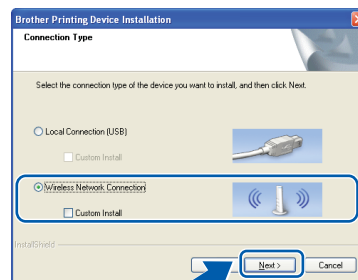 Brother Printing Device Installation
Connection Type
Select the connection type of the device you want to install, and then click Next.
Local Connection (USB)
Custom Install
Wireless Network Connection
Custom Install
InstallShield
Next >
Cancel